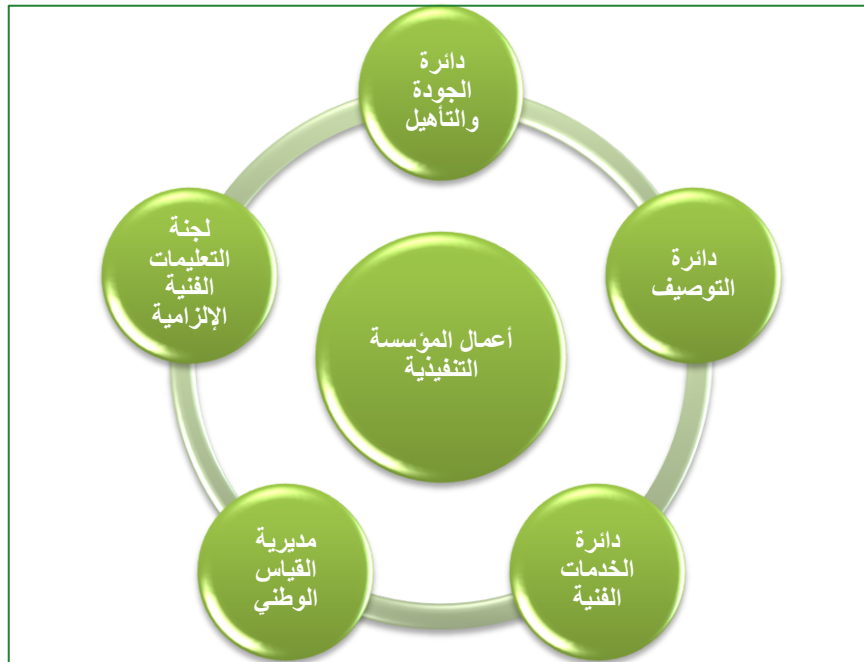 دائرة
الجودة
والتأهيل
لجنة
التعليمات
الفنية
الإلزامية
دائرة
التوصيف
أعمال المؤسسة
التنفيذية
مديرية
القياس
الوطني
دائرة
الخدمات
الفنية